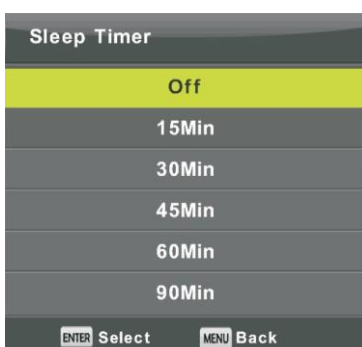 Sleep Timer
Off
15Min
30Min
45Min
60Min
90Min
ENTER Select MENU Back